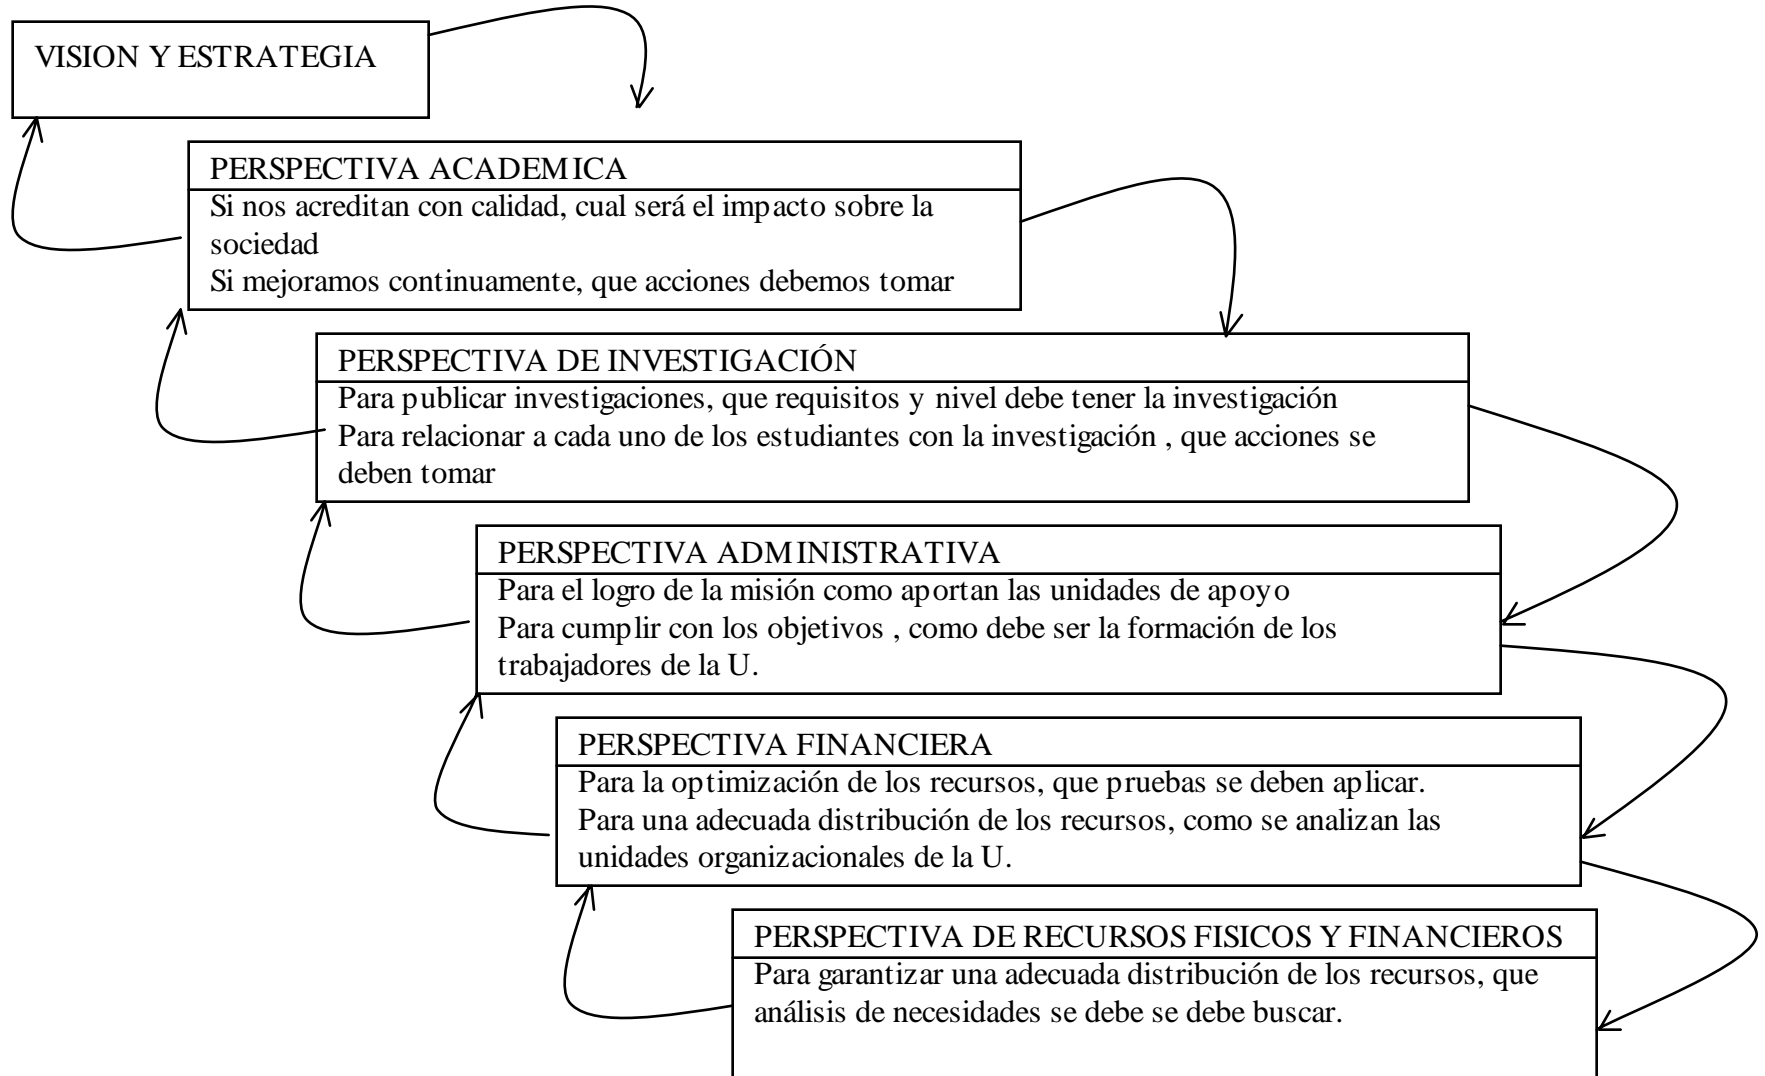 VISION Y ESTRATEGIA
PERSPECTIVA ACADEMICA
Si nos acreditan con calidad, cual será el impacto sobre la
sociedad
Si mejoramos continuamente, que acciones debemos tomar
PERSPECTIVA DE INVESTIGACIÓN
Para publicar investigaciones, que requisitos y nivel debe tener la investigación
Para relacionar a cada uno de los estudiantes con la investigación , que acciones se
deben tomar
PERSPECTIVA ADMINISTRATIVA
Para el logro de la misión como aportan las unidades de apoyo
Para cumplir con los objetivos , como debe ser la formación de los
trabajadores de la U.
PERSPECTIVA FINANCIERA
Para la optimización de los recursos, que pruebas se deben aplicar.
Para una adecuada distribución de los recursos, como se analizan las
unidades organizacionales de la U.
PERSPECTIVA DE RECURSOS FISICOS Y FINANCIEROS
Para garantizar una adecuada distribución de los recursos, que
análisis de necesidades se debe se debe buscar.